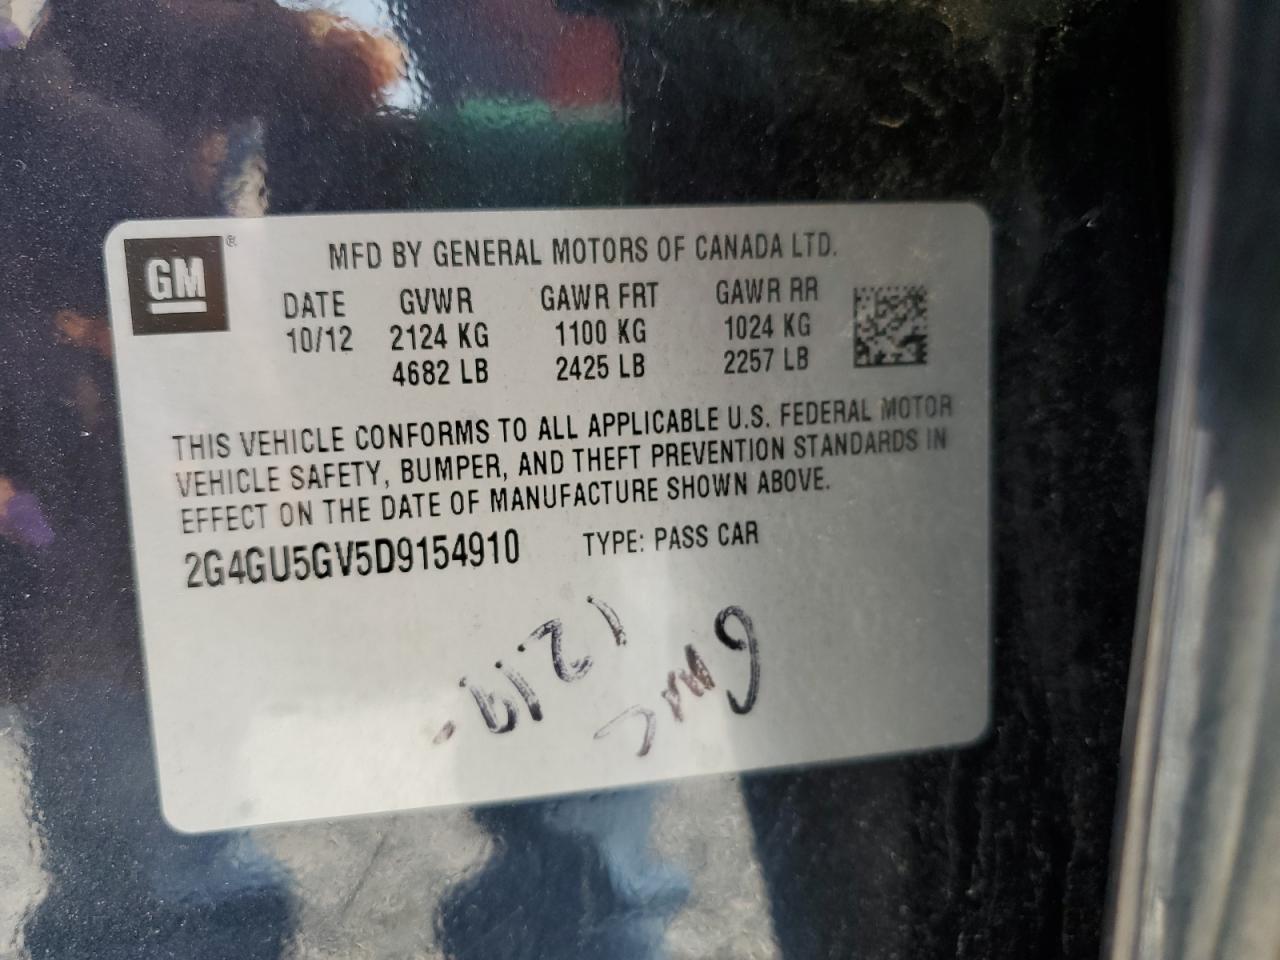 GM ®
MFD BY GENERAL MOTORS OF CANADA LTD.
DATE GVWR GAWR FRT GAWR RR
10/12 2124 KG 1100 KG 1024 KG
4682 LB 2425 LB 2257 LB
THIS VEHICLE CONFORMS TO ALL APPLICABLE U.S. FEDERAL MOTOR
VEHICLE SAFETY, BUMPER, AND THEFT PREVENTION STANDARDS IN
EFFECT ON THE DATE OF MANUFACTURE SHOWN ABOVE.
2G4GU5GV5D9154910 TYPE: PASS CAR